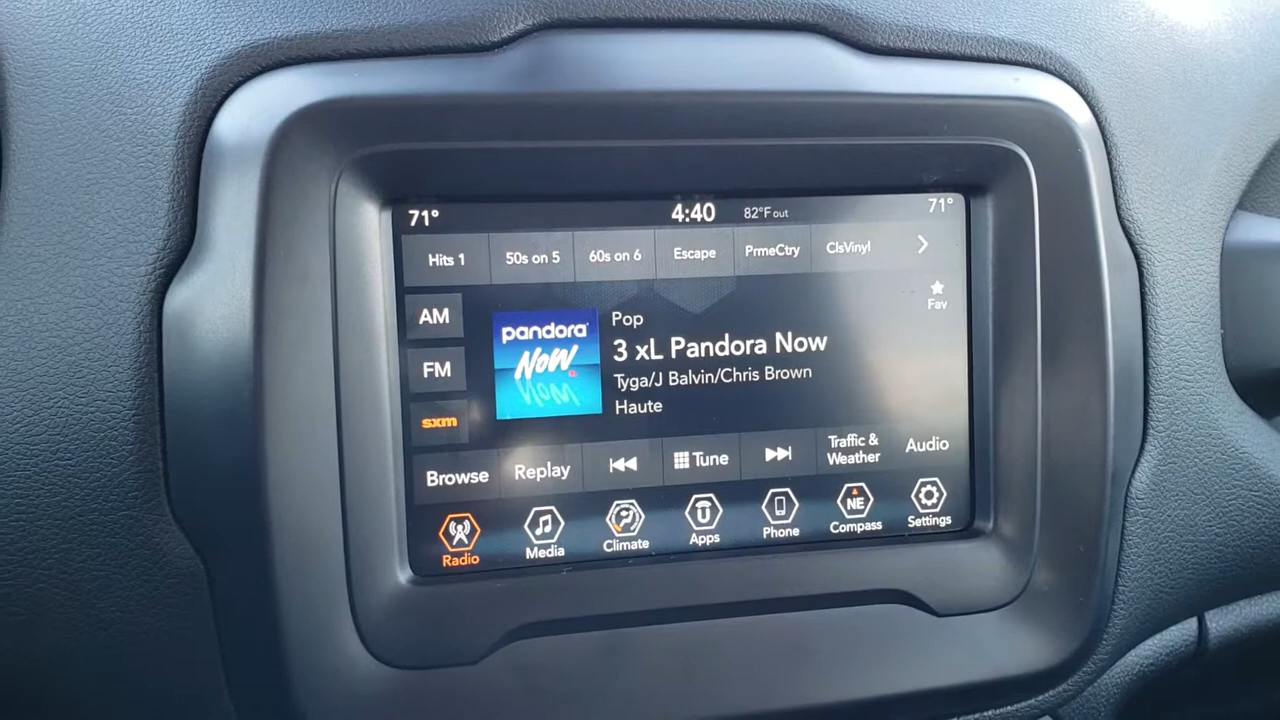 71° 4:40 82°F out 71°
Hits 1 50s on 5 60s on 6 Escape PrmeCtry ClsVinyl
Fav
AM
FM
sxm
pandora
NOW
Pop
3 xL Pandora Now
Tyga/J Balvin/Chris Brown
Haute
Browse Replay Tune Traffic & Weather Audio
NE
Radio Media Climate Apps Phone Compass Settings